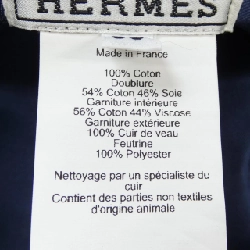 HERMES
Made in France
100% Coton
Doublure
54% Coton 46% Soie
Garniture intérieure
56% Coton 44% Viscose
Garniture extérieure
100% Cuir de veau
Feutrine
100% Polyester
Nettoyage par un spécialiste du
cuir
Contient des parties non textiles
d'origine animale